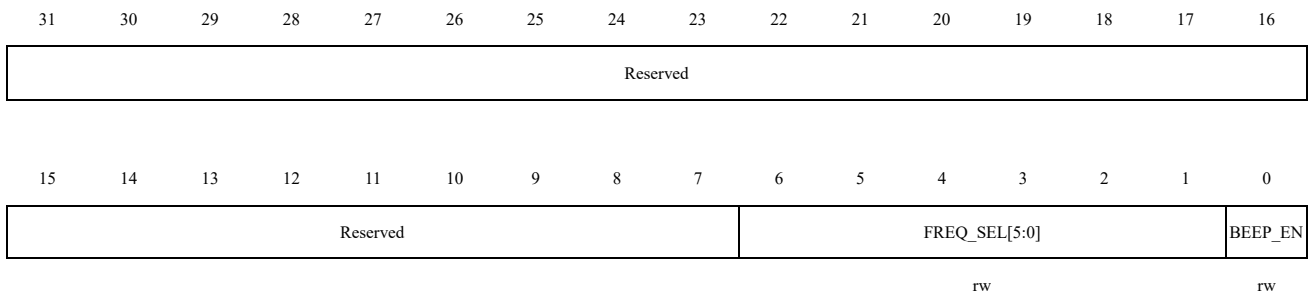 31 30 29 28 27 26 25 24 23 22 21 20 19 18 17 16
Reserved
15 14 13 12 11 10 9 8 7 6 5 4 3 2 1 0
Reserved FREQ_SEL[5:0] BEEP_EN
rw rw